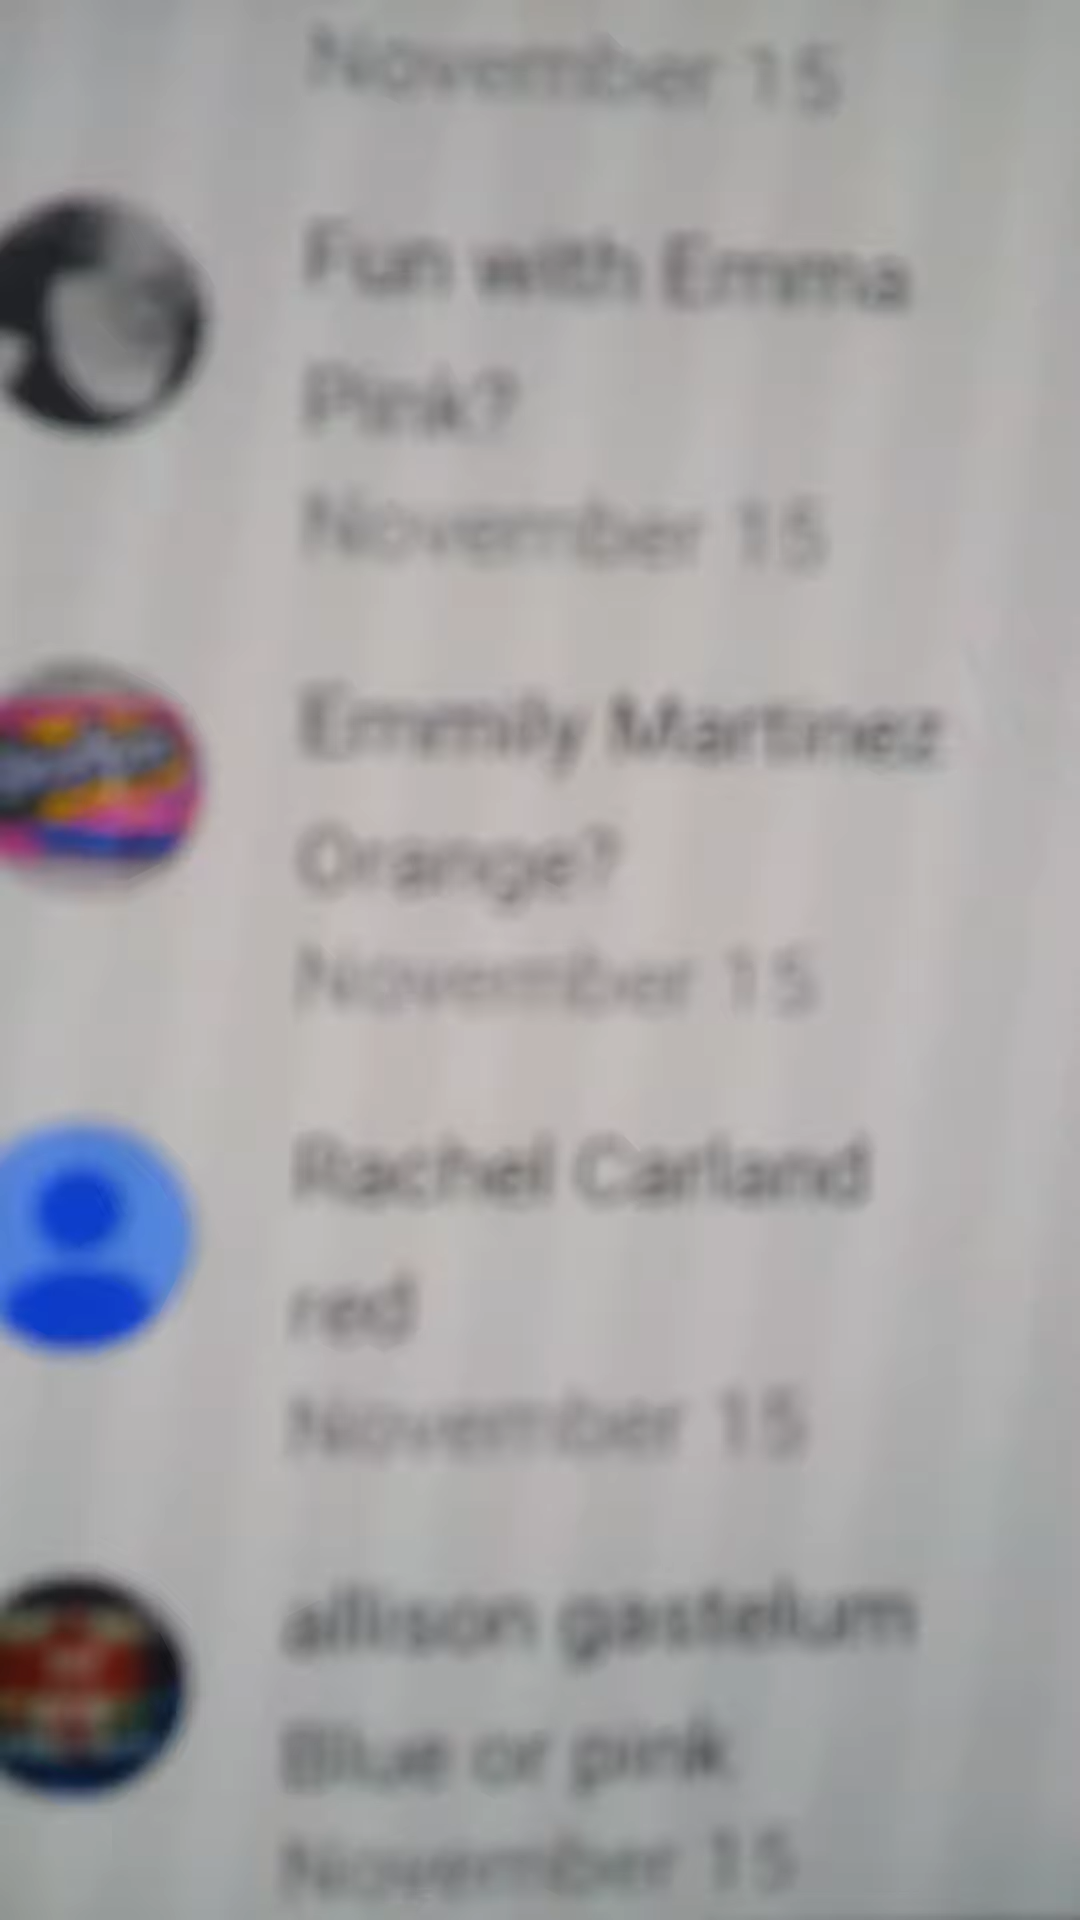 November 15
Fun with Emma
Pink?
November 15
Emmily Martinez
Orange?
November 15
Rachel Carland
red
November 15
allison gastelum
Blue or pink
November 15